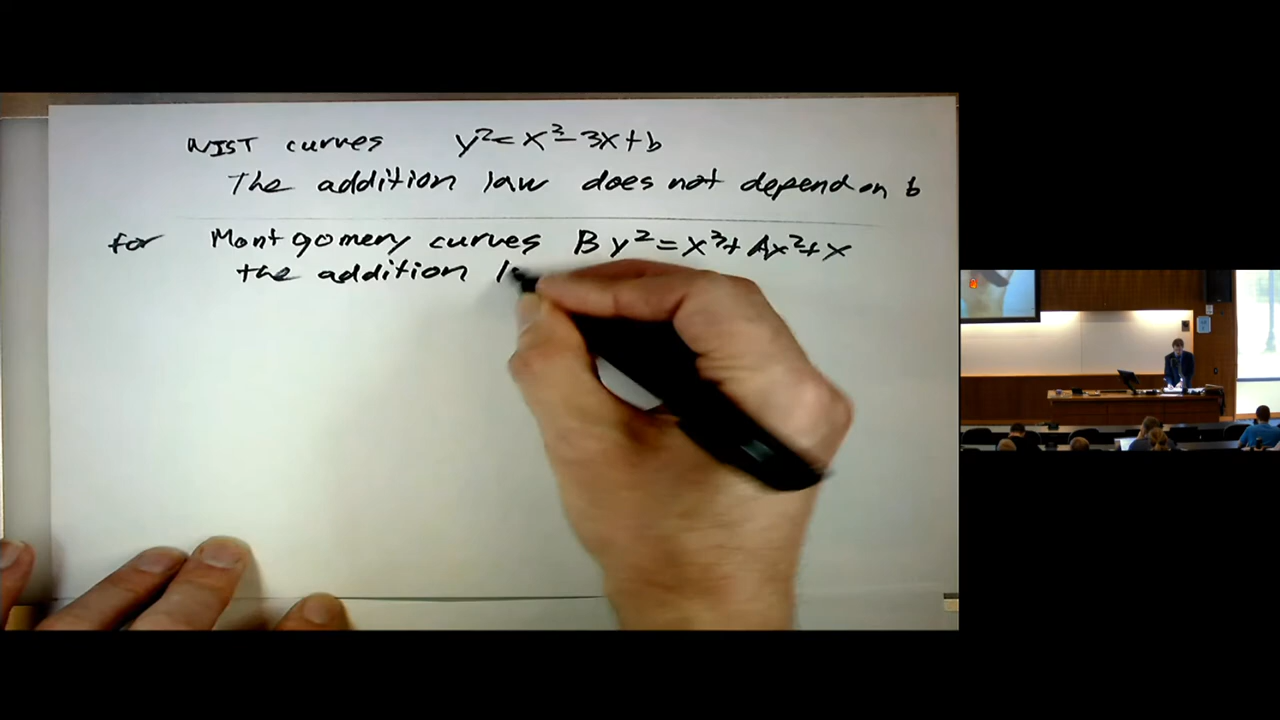 NIST curves y² = x³ - 3x + b
The addition law does not depend on b
for Montgomery curves By² = x³ + Ax² + x
the addition